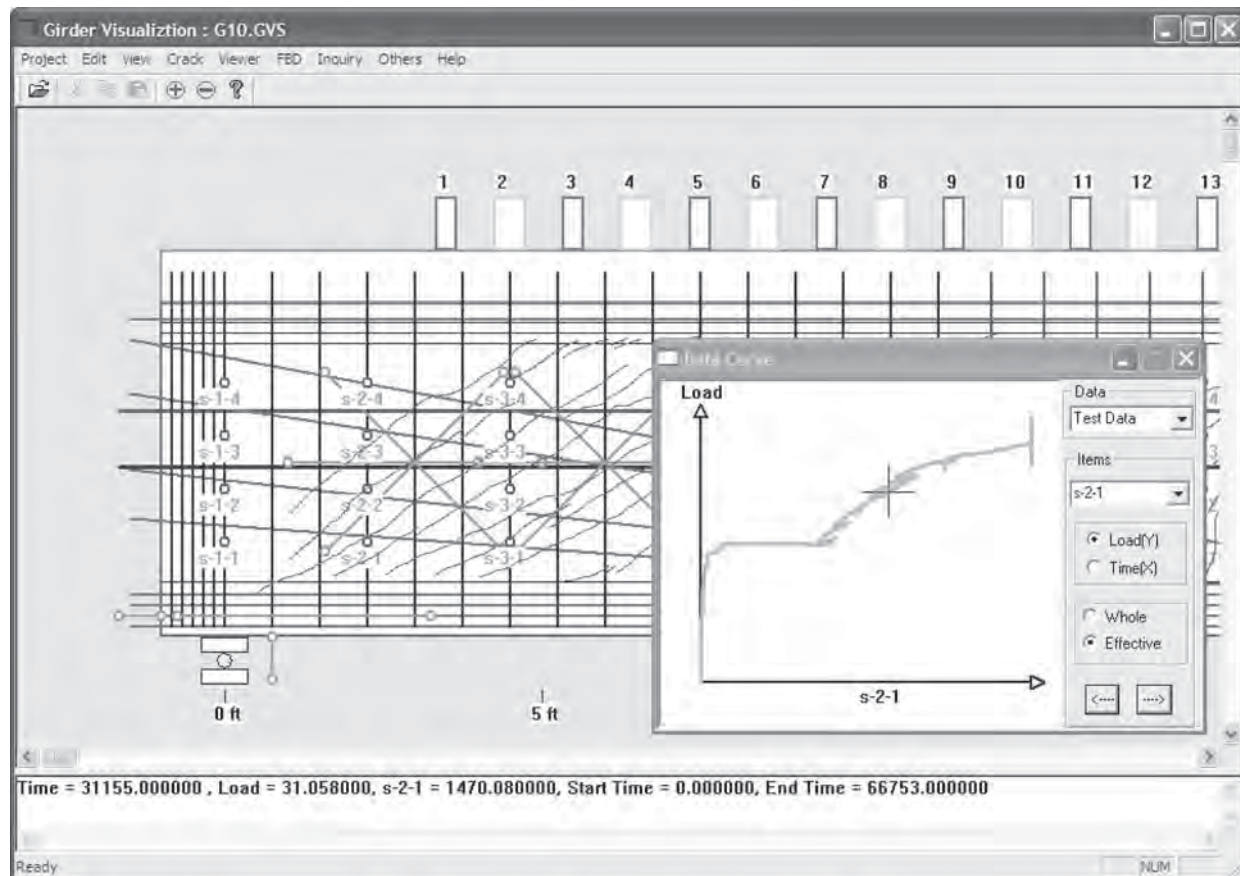 Girder Visualiztion : G10.GVS
Project Edit View Crack Viewer FBD Inquiry Others Help
1 2 3 4 5 6 7 8 9 10 11 12 13
Data Curve
Load
Data
Test Data
s-1-4 s-2-4 s-3-4
s-1-3 s-2-3 s-3-3
Items
s-2-1
s-1-2 s-2-2 s-3-2
Load(Y)
s-1-1 s-2-1 s-3-1
Time(X)
Whole
Effective
s-2-1
<---- ---->
0 ft 5 ft
Time = 31155.000000 , Load = 31.058000, s-2-1 = 1470.080000, Start Time = 0.000000, End Time = 66753.000000
Ready NUM